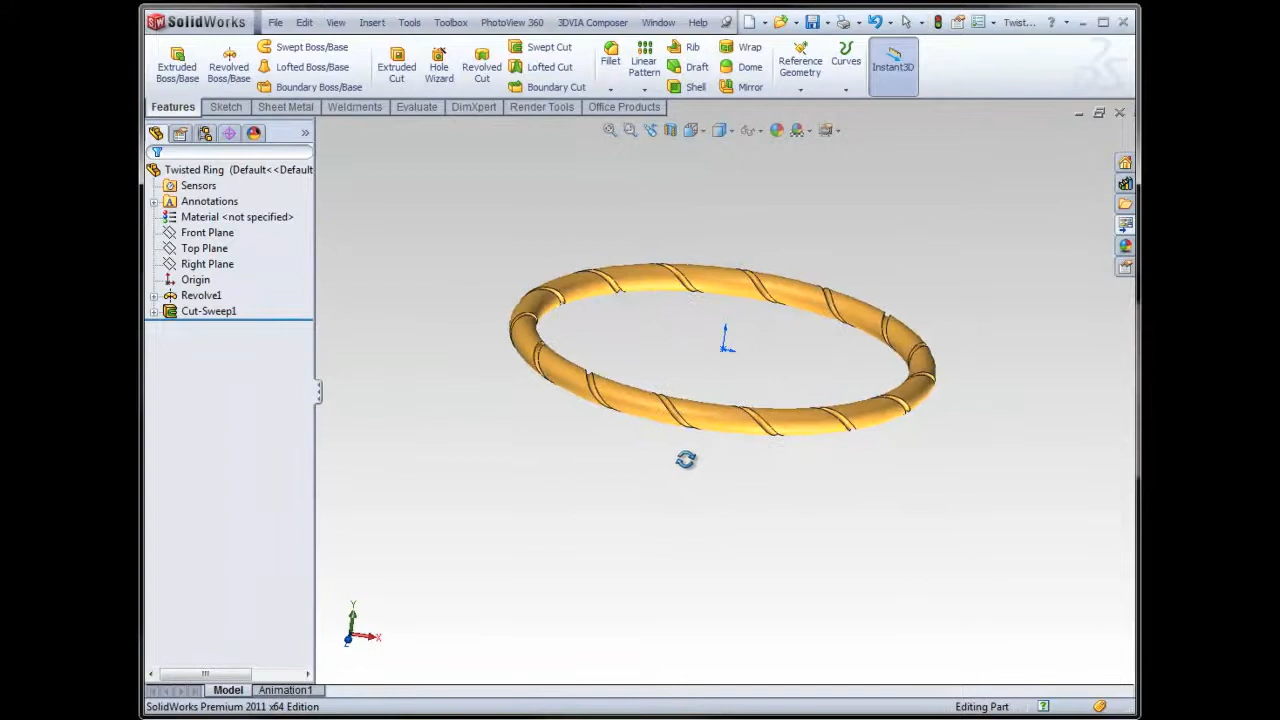 SolidWorks File Edit View Insert Tools Toolbox PhotoView 360 3DVIA Composer Window Help Twist... ?
Extruded Boss/Base
Revolved Boss/Base
Swept Boss/Base
Lofted Boss/Base
Boundary Boss/Base
Extruded Cut
Hole Wizard
Revolved Cut
Swept Cut
Lofted Cut
Boundary Cut
Fillet
Linear Pattern
Rib
Draft
Shell
Wrap
Dome
Mirror
Reference Geometry
Curves
Instant3D
Features Sketch Sheet Metal Weldments Evaluate DimXpert Render Tools Office Products
Twisted Ring (Default<<Default
Sensors
Annotations
Material <not specified>
Front Plane
Top Plane
Right Plane
Origin
Revolve1
Cut-Sweep1
Y
X
Z
Model Animation1
SolidWorks Premium 2011 x64 Edition Editing Part